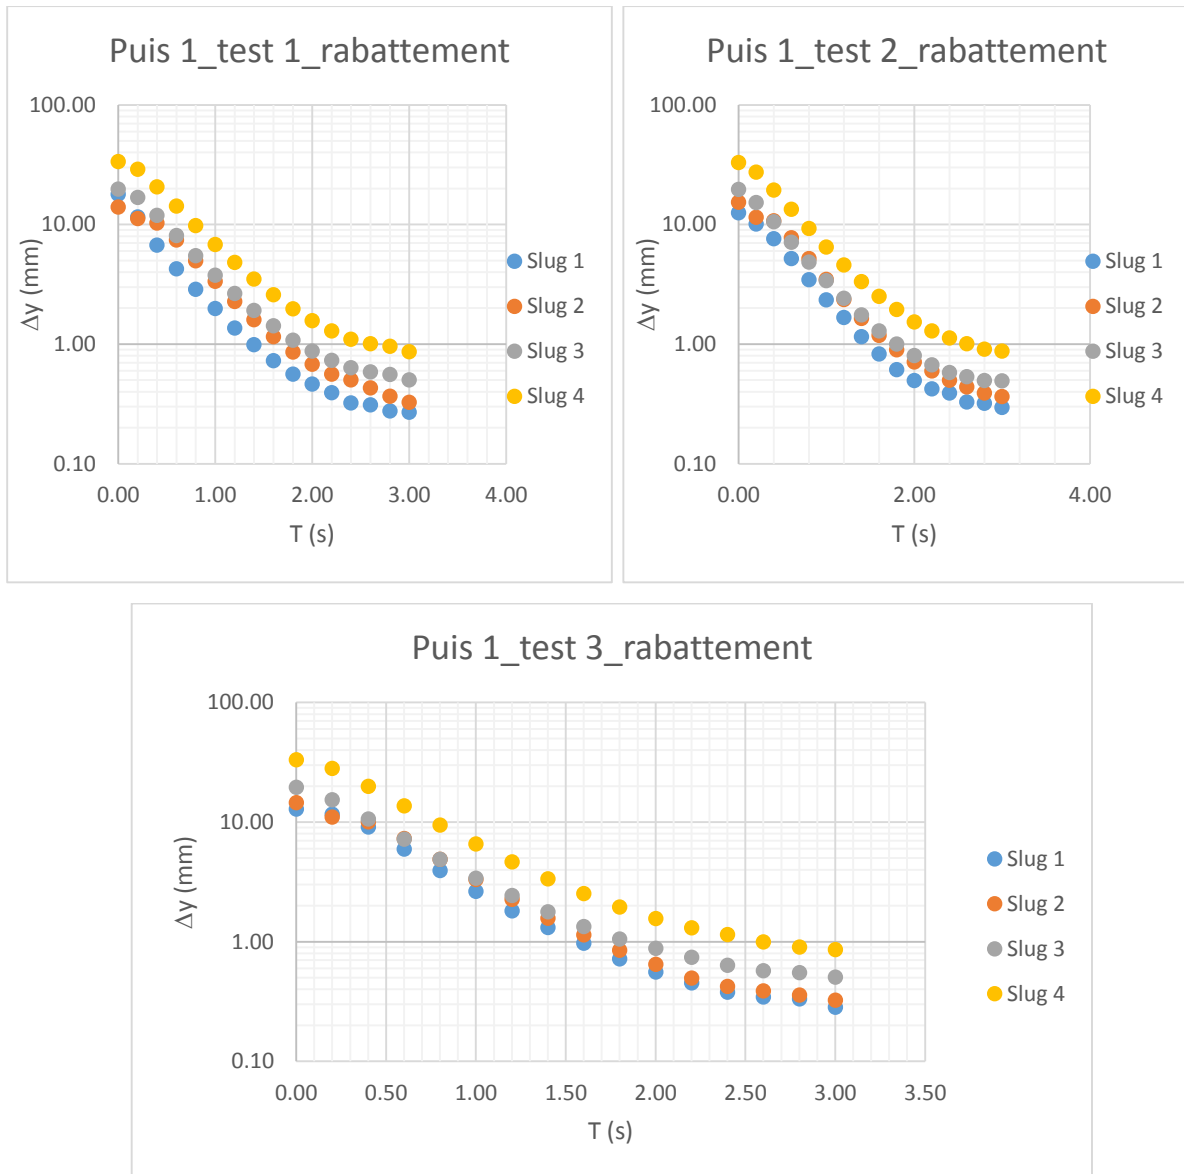 Puis 1_test 1_rabattement
100.00
10.00
1.00
0.10
Δy (mm)
0.00 1.00 2.00 3.00 4.00
T (s)
Slug 1
Slug 2
Slug 3
Slug 4
Puis 1_test 2_rabattement
100.00
10.00
1.00
0.10
Δy (mm)
0.00 2.00 4.00
T (s)
Slug 1
Slug 2
Slug 3
Slug 4
Puis 1_test 3_rabattement
100.00
10.00
1.00
0.10
Δy (mm)
0.00 0.50 1.00 1.50 2.00 2.50 3.00 3.50
T (s)
Slug 1
Slug 2
Slug 3
Slug 4